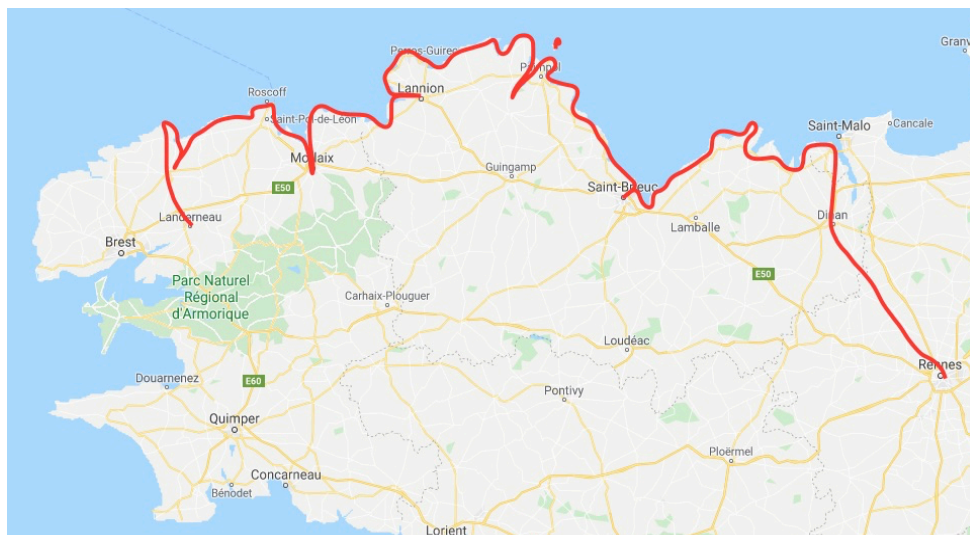 Granv
Perros-Guirec
Paimpol
Roscoff
Lannion
Saint-Pol-de-Léon
Saint-Malo
Cancale
Morlaix
Guingamp
E50
Saint-Brieuc
Landerneau
Dinan
Lamballe
Brest
E50
Parc Naturel
Régional
d'Armorique
Carhaix-Plouguer
Loudéac
Rennes
Douarnenez
E60
Pontivy
Quimper
Ploërmel
Concarneau
Bénodet
Lorient